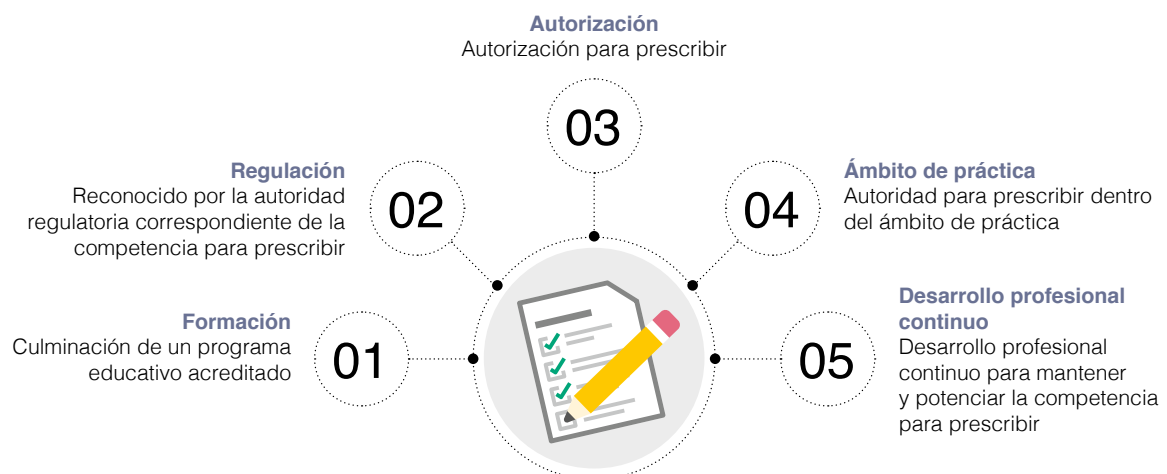 Autorización
Autorización para prescribir
03
Regulación
Reconocido por la autoridad
regulatoria correspondiente de la
competencia para prescribir
02
04
Ámbito de práctica
Autoridad para prescribir dentro
del ámbito de práctica
Formación
Culminación de un programa
educativo acreditado
01
05
Desarrollo profesional
continuo
Desarrollo profesional
continuo para mantener
y potenciar la competencia
para prescribir